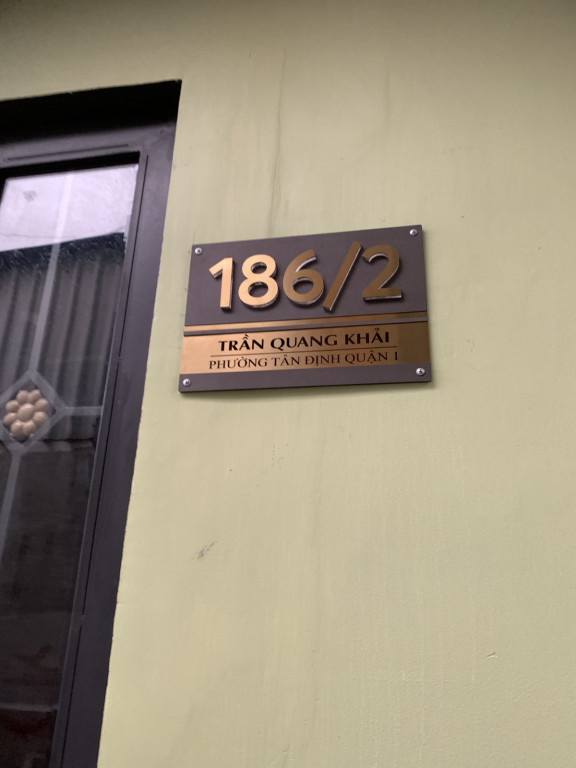 186/2
TRẦN QUANG KHẢI
PHƯỜNG TÂN ĐỊNH QUẬN 1